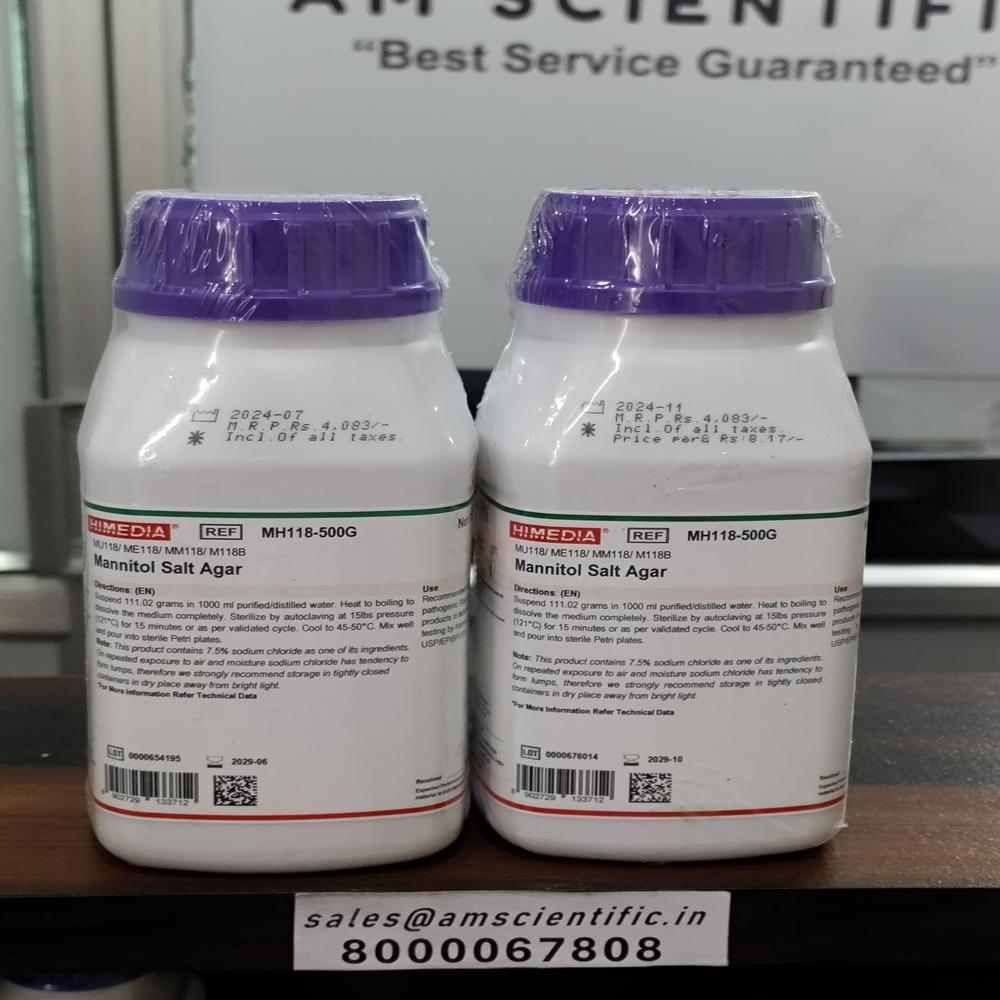 AM SCIENTIFI
“Best Service Guaranteed”
2024-07
M.R.P.Rs.4,083/-
Incl.Of all taxes.
HIMEDIA® REF MH118-500G
MU118/ ME118/ MM118/ M118B
Mannitol Salt Agar
Directions: (EN)
Suspend 111.02 grams in 1000 ml purified/distilled water. Heat to boiling to
dissolve the medium completely. Sterilize by autoclaving at 15lbs pressure
(121°C) for 15 minutes or as per validated cycle. Cool to 45-50°C. Mix well
and pour into sterile Petri plates.
Note: This product contains 7.5% sodium chloride as one of its ingredients.
On repeated exposure to air and moisture sodium chloride has tendency to
form lumps, therefore we strongly recommend storage in tightly closed
containers in dry place away from bright light.
*For More Information Refer Technical Data
Use
pathogenic
products
testing by
LOT 0000654195 2029-06
8 902729 133712
Received
2024-11
M.R.P.Rs.4,083/-
Incl.Of all taxes.
Price perG Rs:8.17/-
HIMEDIA® REF MH118-500G
MU118/ ME118/ MM118/ M118B
Mannitol Salt Agar
Directions: (EN)
Suspend 111.02 grams in 1000 ml purified/distilled water. Heat to boiling to
dissolve the medium completely. Sterilize by autoclaving at 15lbs pressure
(121°C) for 15 minutes or as per validated cycle. Cool to 45-50°C. Mix well
and pour into sterile Petri plates.
Note: This product contains 7.5% sodium chloride as one of its ingredients.
On repeated exposure to air and moisture sodium chloride has tendency to
form lumps, therefore we strongly recommend storage in tightly closed
containers in dry place away from bright light.
*For More Information Refer Technical Data
Use
LOT 0000676014 2029-10
8 902729 133712
Received
sales@amscientific.in
8000067808